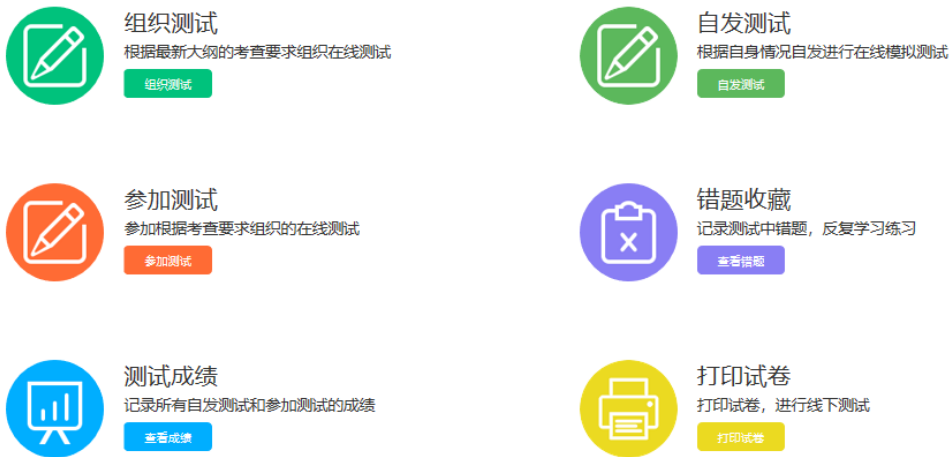 组织测试
根据最新大纲的考查要求组织在线测试
组织测试
自发测试
根据自身情况自发进行在线模拟测试
自发测试
参加测试
参加根据考查要求组织的在线测试
参加测试
错题收藏
记录测试中错题，反复学习练习
查看错题
测试成绩
记录所有自发测试和参加测试的成绩
查看成绩
打印试卷
打印试卷，进行线下测试
打印试卷